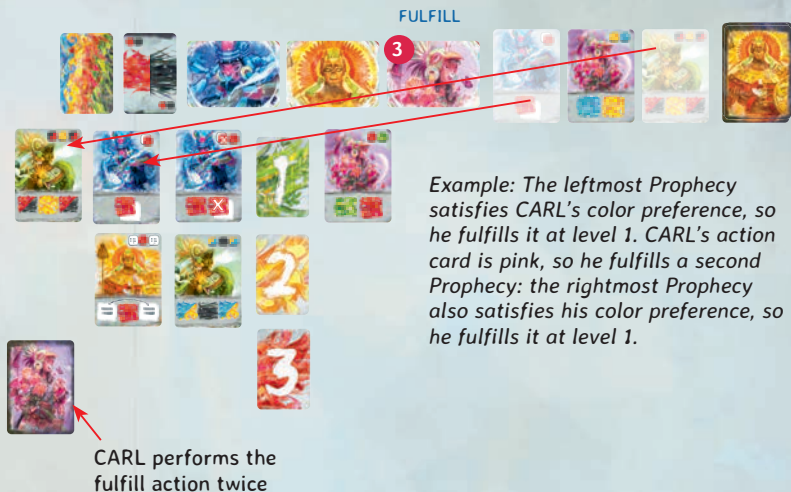 FULFILL
3
1
Example: The leftmost Prophecy
satisfies CARL's color preference, so
he fulfills it at level 1. CARL's action
card is pink, so he fulfills a second
Prophecy: the rightmost Prophecy
also satisfies his color preference, so
he fulfills it at level 1.
2
3
CARL performs the
fulfill action twice